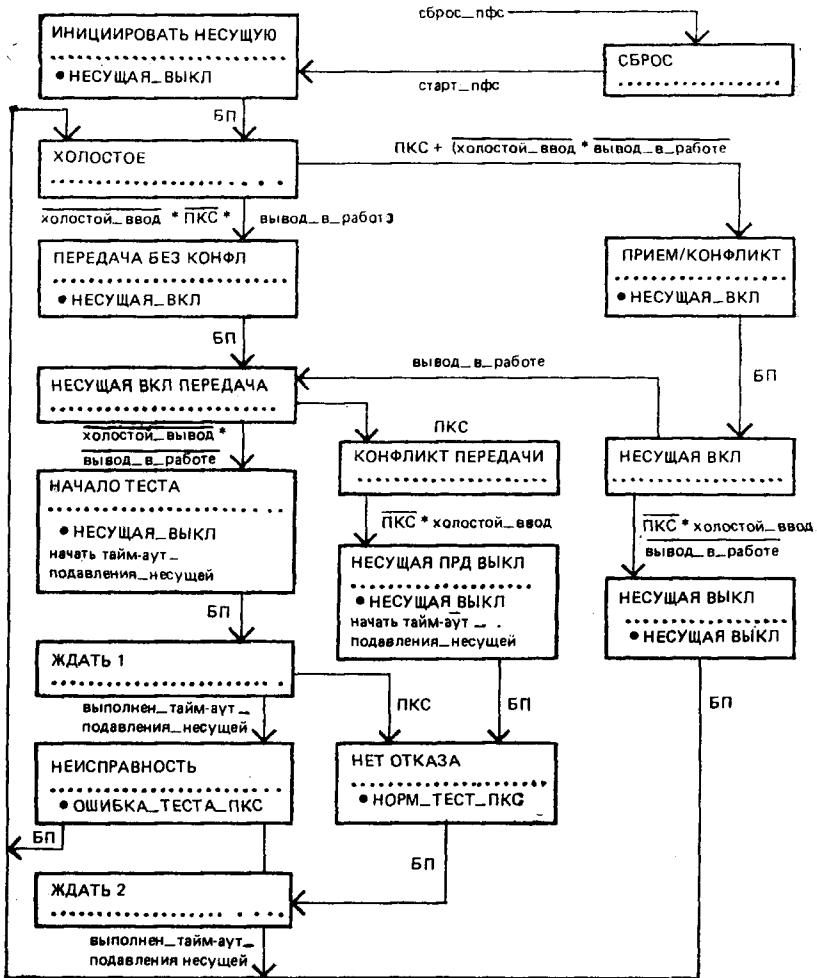 сброс_пфс
ИНИЦИИРОВАТЬ НЕСУЩУЮ
● НЕСУЩАЯ_ВЫКЛ
СБРОС
старт_пфс
БП
ХОЛОСТОЕ
ПКС + (холостой_ввод * вывод_в_работе
холостой_ввод * ПКС * вывод_в_работе
ПЕРЕДАЧА БЕЗ КОНФЛ
● НЕСУЩАЯ_ВКЛ
ПРИЕМ/КОНФЛИКТ
● НЕСУЩАЯ_ВКЛ
БП
вывод_в_работе
БП
НЕСУЩАЯ ВКЛ ПЕРЕДАЧА
ПКС
холостой_вывод *
вывод_в_работе
КОНФЛИКТ ПЕРЕДАЧИ
НЕСУЩАЯ ВКЛ
НАЧАЛО ТЕСТА
● НЕСУЩАЯ_ВЫКЛ
начать тайм-аут_
подавления_несущей
ПКС * холостой_ввод
ПКС * холостой_ввод
вывод_в_работе
НЕСУЩАЯ ПРД ВЫКЛ
● НЕСУЩАЯ ВЫКЛ
начать тайм-аут_
подавления_несущей
НЕСУЩАЯ ВЫКЛ
● НЕСУЩАЯ ВЫКЛ
БП
ЖДАТЬ 1
ПКС
БП
БП
выполнен_тайм-аут_
подавления_несущей
НЕИСПРАВНОСТЬ
● ОШИБКА_ТЕСТА_ПКС
НЕТ ОТКАЗА
● НОРМ_ТЕСТ_ПКС
БП
БП
ЖДАТЬ 2
выполнен_тайм-аут_
подавления несущей